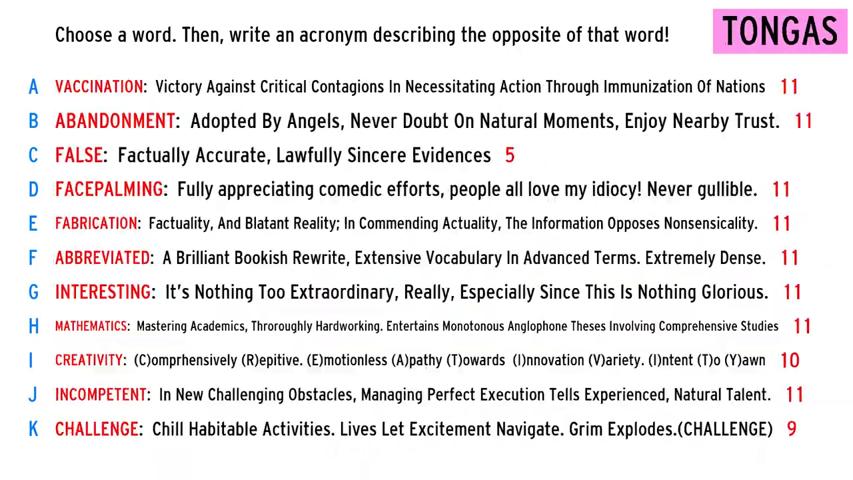 Choose a word. Then, write an acronym describing the opposite of that word! TONGAS
A VACCINATION: Victory Against Critical Contagions In Necessitating Action Through Immunization Of Nations 11
B ABANDONMENT: Adopted By Angels, Never Doubt On Natural Moments, Enjoy Nearby Trust. 11
C FALSE: Factually Accurate, Lawfully Sincere Evidences 5
D FACEPALMING: Fully appreciating comedic efforts, people all love my idiocy! Never gullible. 11
E FABRICATION: Factuality, And Blatant Reality; In Commending Actuality, The Information Opposes Nonsensicality. 11
F ABBREVIATED: A Brilliant Bookish Rewrite, Extensive Vocabulary In Advanced Terms. Extremely Dense. 11
G INTERESTING: It's Nothing Too Extraordinary, Really, Especially Since This Is Nothing Glorious. 11
H MATHEMATICS: Mastering Academics, Throroughly Hardworking. Entertains Monotonous Anglophone Theses Involving Comprehensive Studies 11
I CREATIVITY: (C)omprhensively (R)epitive. (E)motionless (A)pathy (T)owards (I)nnovation (V)ariety. (I)ntent (T)o (Y)awn 10
J INCOMPETENT: In New Challenging Obstacles, Managing Perfect Execution Tells Experienced, Natural Talent. 11
K CHALLENGE: Chill Habitable Activities. Lives Let Excitement Navigate. Grim Explodes.(CHALLENGE) 9